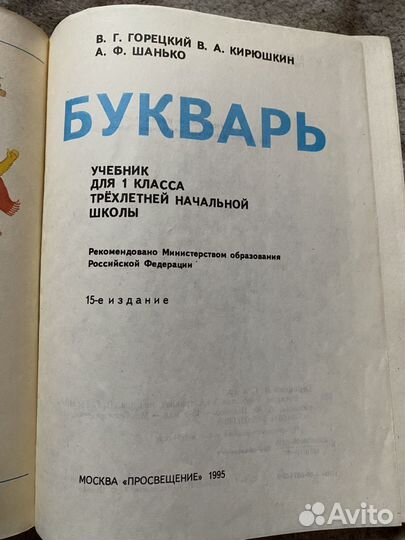 В. Г. ГОРЕЦКИЙ В. А. КИРЮШКИН
А. Ф. ШАНЬКО
БУКВАРЬ
УЧЕБНИК
ДЛЯ 1 КЛАССА
ТРЁХЛЕТНЕЙ НАЧАЛЬНОЙ
ШКОЛЫ
Рекомендовано Министерством образования
Российской Федерации
15-е издание
МОСКВА «ПРОСВЕЩЕНИЕ» 1995
Avito